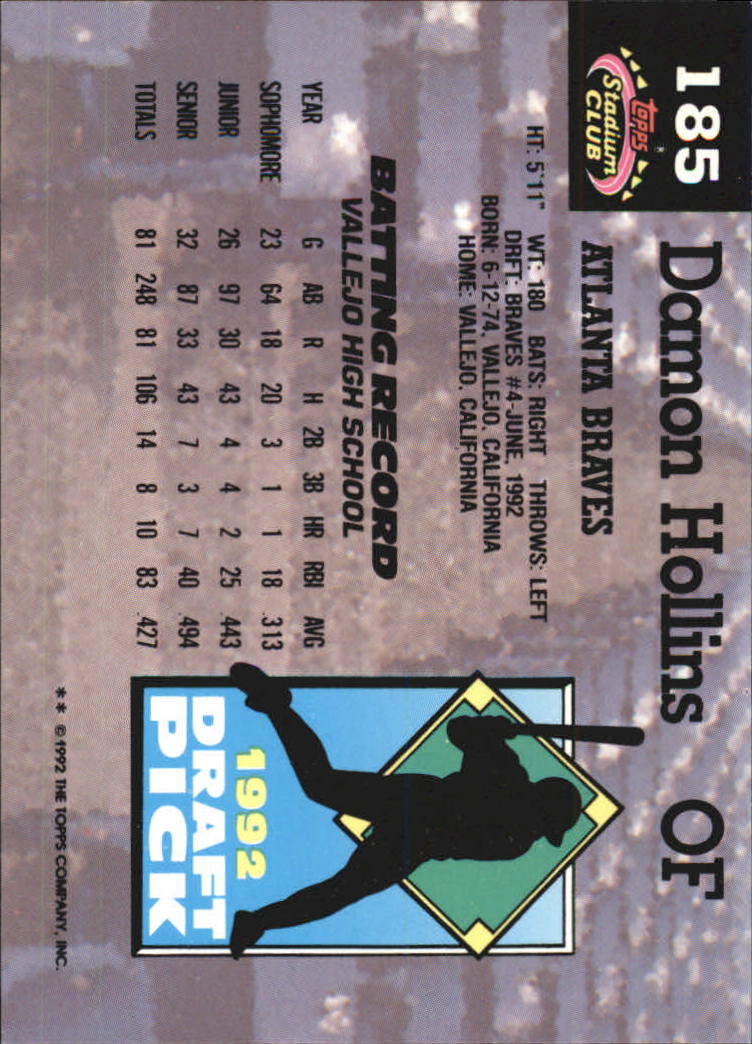 185
Damon Hollins OF
Topps
Stadium
CLUB
®
ATLANTA BRAVES
HT: 5'11" WT: 180 BATS: RIGHT THROWS: LEFT
DRFT: BRAVES #4-JUNE, 1992
BORN: 6-12-74, VALLEJO, CALIFORNIA
HOME: VALLEJO, CALIFORNIA
BATTING RECORD
VALLEJO HIGH SCHOOL
YEAR G AB R H 2B 3B HR RBI AVG
SOPHOMORE 23 64 18 20 3 1 1 18 .313
JUNIOR 26 97 30 43 4 4 2 25 .443
SENIOR 32 87 33 43 7 3 7 40 .494
TOTALS 81 248 81 106 14 8 10 83 .427
1992
DRAFT
PICK
** © 1992 THE TOPPS COMPANY, INC.